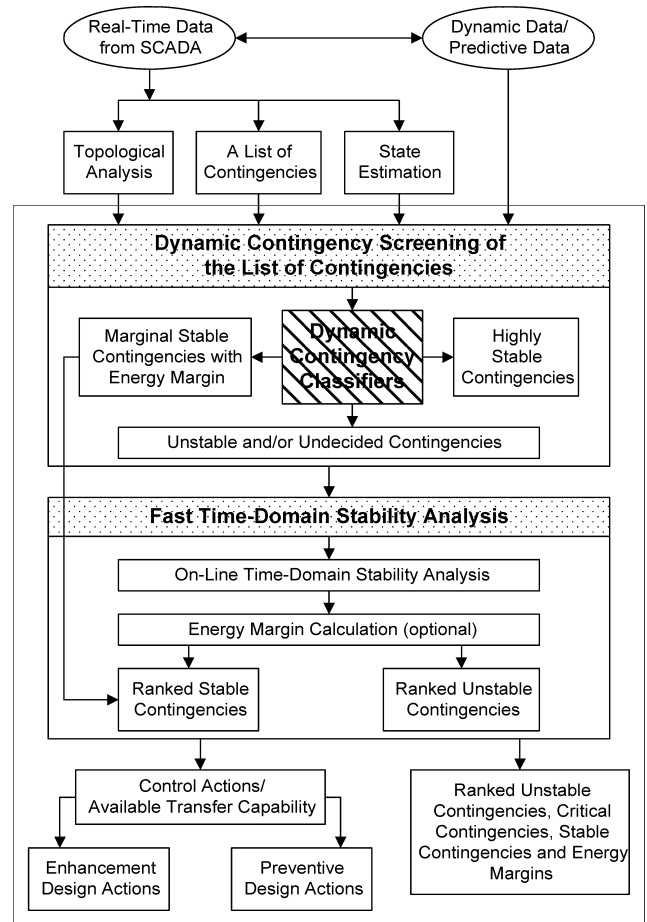 Real-Time Data
from SCADA
Dynamic Data/
Predictive Data
Topological
Analysis
A List of
Contingencies
State
Estimation
Dynamic Contingency Screening of
the List of Contingencies
Marginal Stable
Contingencies with
Energy Margin
Dynamic
Contingency
Classifiers
Highly
Stable
Contingencies
Unstable and/or Undecided Contingencies
Fast Time-Domain Stability Analysis
On-Line Time-Domain Stability Analysis
Energy Margin Calculation (optional)
Ranked Stable
Contingencies
Ranked Unstable
Contingencies
Control Actions/
Available Transfer Capability
Ranked Unstable
Contingencies, Critical
Contingencies, Stable
Contingencies and Energy
Margins
Enhancement
Design Actions
Preventive
Design Actions